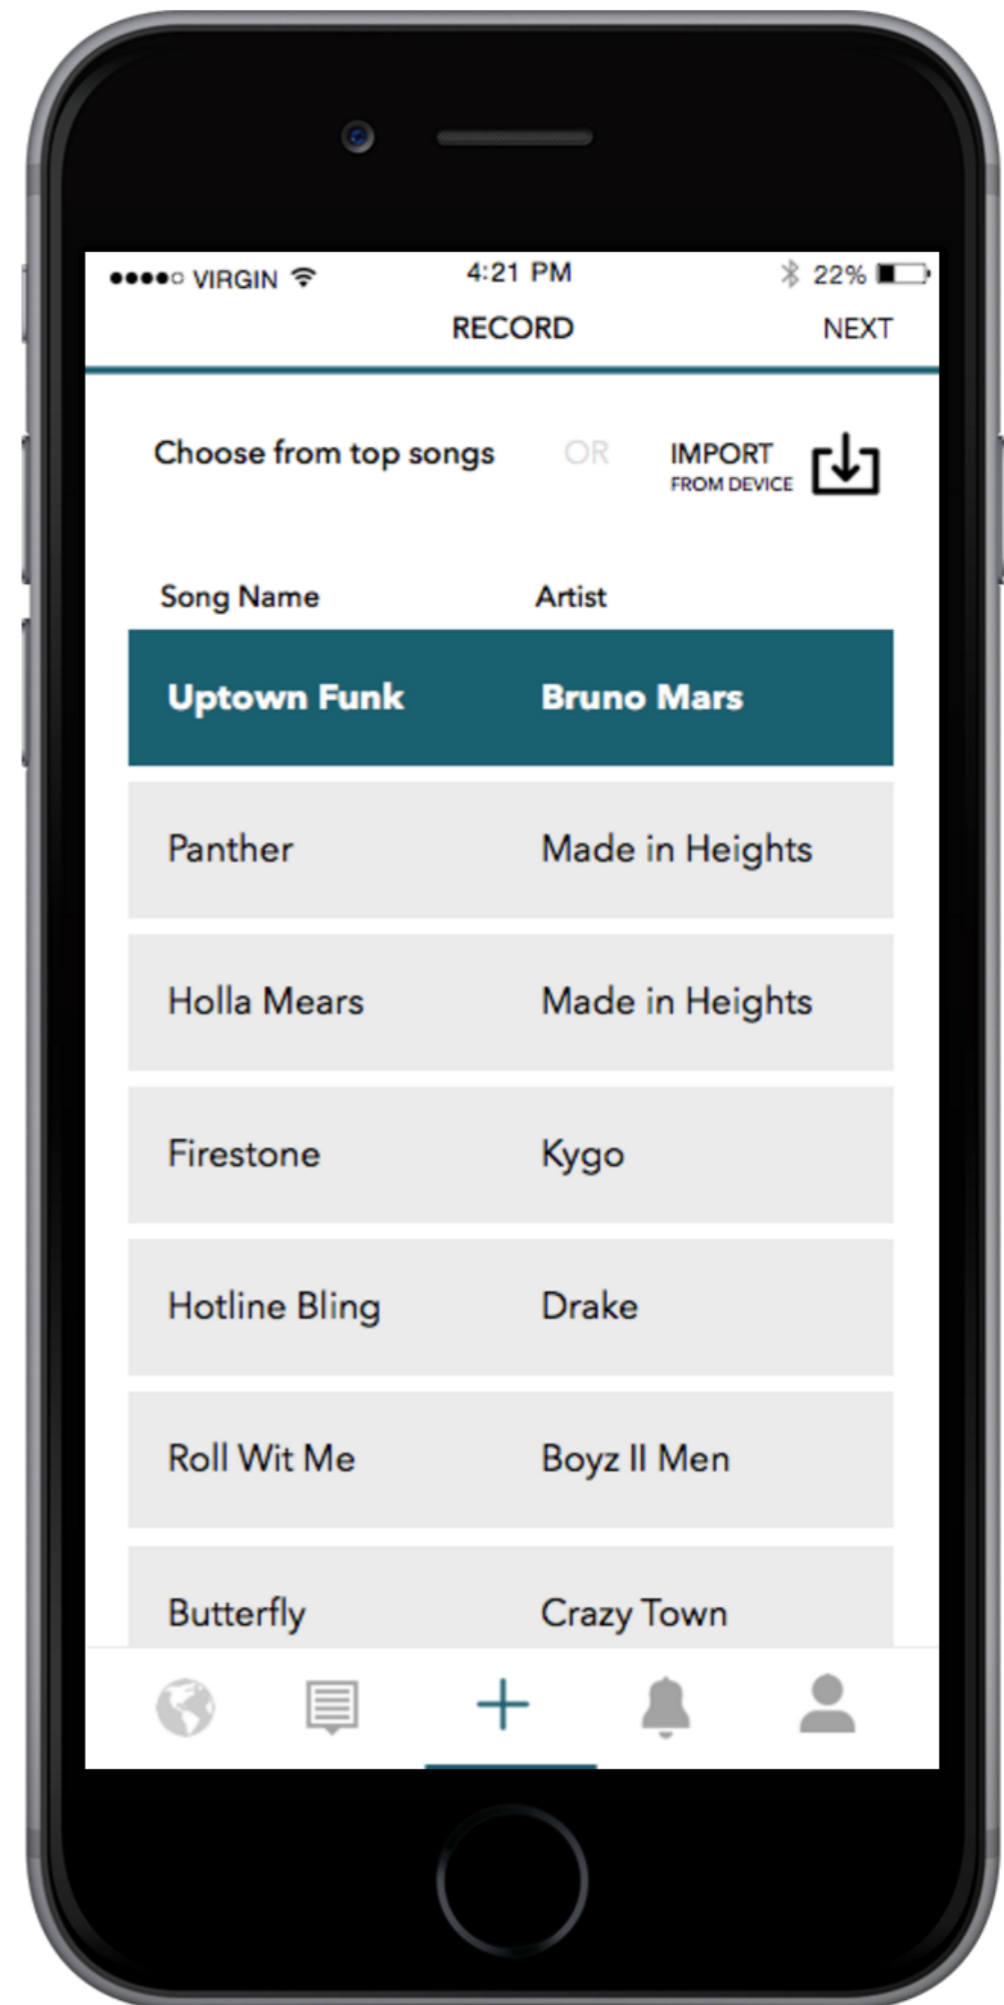 VIRGIN 4:21 PM 22%
RECORD NEXT
Choose from top songs OR IMPORT
FROM DEVICE
Song Name Artist
Uptown Funk Bruno Mars
Panther Made in Heights
Holla Mears Made in Heights
Firestone Kygo
Hotline Bling Drake
Roll Wit Me Boyz II Men
Butterfly Crazy Town